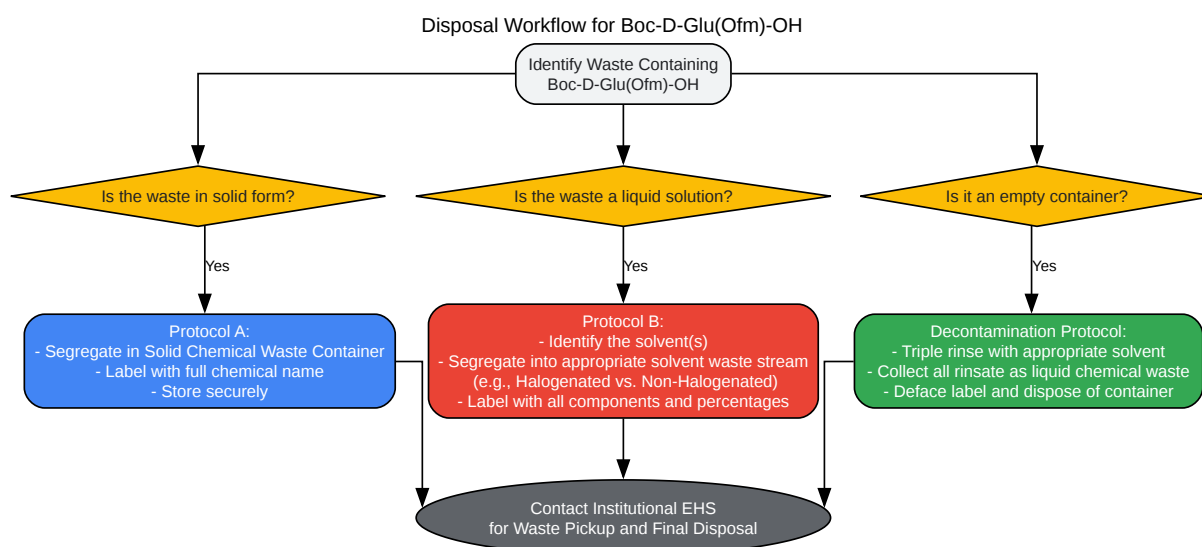 Disposal Workflow for Boc-D-Glu(Ofm)-OH
Identify Waste Containing
Boc-D-Glu(Ofm)-OH
Is the waste in solid form?
Is the waste a liquid solution?
Is it an empty container?
Yes
Yes
Yes
Protocol A:
- Segregate in Solid Chemical Waste Container
- Label with full chemical name
- Store securely
Protocol B:
- Identify the solvent(s)
- Segregate into appropriate solvent waste stream
(e.g., Halogenated vs. Non-Halogenated)
- Label with all components and percentages
Decontamination Protocol:
- Triple rinse with appropriate solvent
- Collect all rinsate as liquid chemical waste
- Deface label and dispose of container
Contact Institutional EHS
for Waste Pickup and Final Disposal